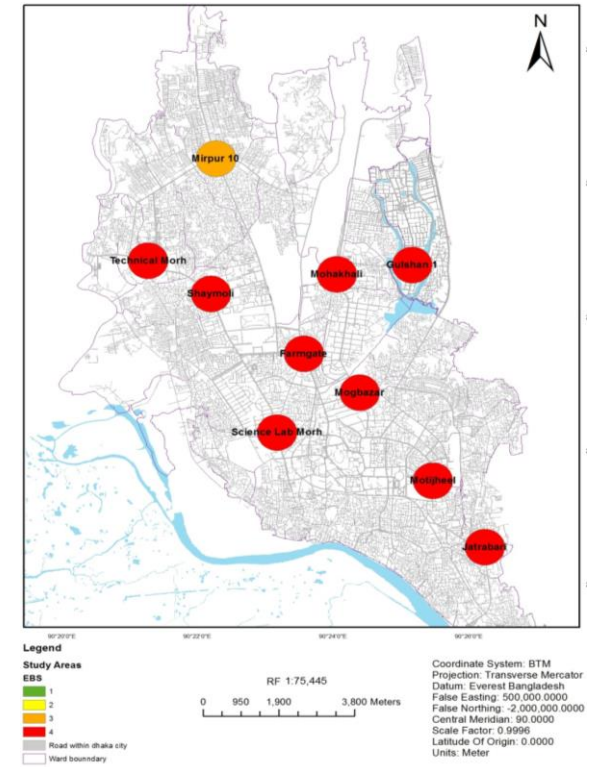 N
Mirpur 10
Technical Morh
Gulshan 1
Mohakhali
Shaymoli
Farmgate
Mogbazar
Science Lab Morh
Motijheel
Jatrabari
90°20'0"E 90°22'0"E 90°24'0"E 90°26'0"E
Legend
Study Areas
EBS
1
2
3
4
Road within dhaka city
Ward bounndary
RF 1:75,445
0 950 1,900 3,800 Meters
Coordinate System: BTM
Projection: Transverse Mercator
Datum: Everest Bangladesh
False Easting: 500,000.0000
False Northing: -2,000,000.0000
Central Meridian: 90.0000
Scale Factor: 0.9996
Latitude Of Origin: 0.0000
Units: Meter